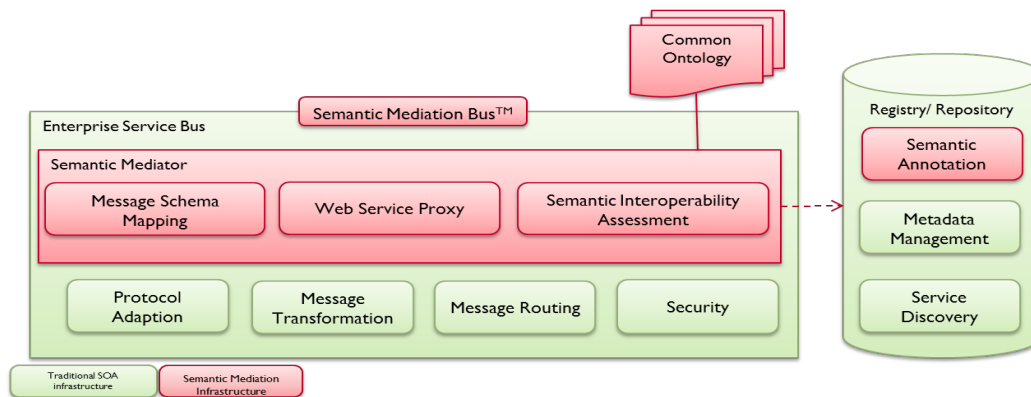 Common
Ontology
Semantic Mediation Bus™
Enterprise Service Bus
Semantic Mediator
Message Schema
Mapping
Web Service Proxy
Semantic Interoperability
Assessment
Protocol
Adaption
Message
Transformation
Message Routing
Security
Registry/ Repository
Semantic
Annotation
Metadata
Management
Service
Discovery
Traditional SOA
infrastructure
Semantic Mediation
Infrastructure